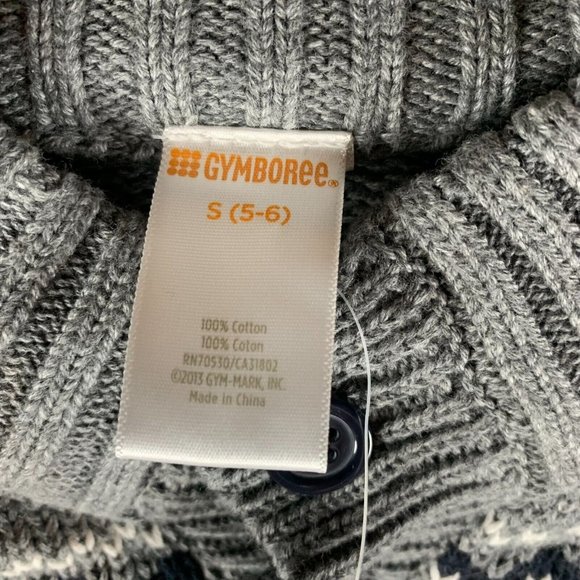 GYMBOREE®
S (5-6)
100% Cotton
100% Coton
RN70530/CA31802
©2013 GYM-MARK, INC.
Made in China